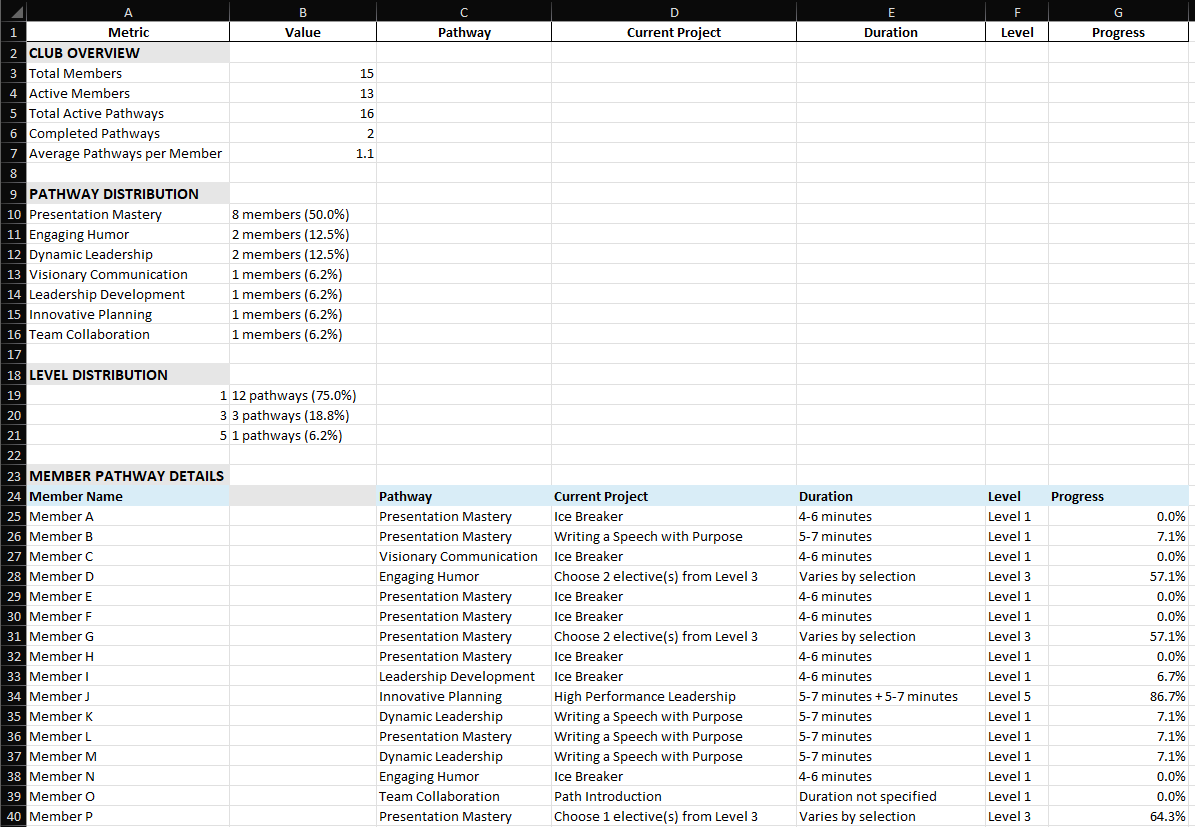 A B C D E F G
1 Metric Value Pathway Current Project Duration Level Progress
2 CLUB OVERVIEW
3 Total Members 15
4 Active Members 13
5 Total Active Pathways 16
6 Completed Pathways 2
7 Average Pathways per Member 1.1
8
9 PATHWAY DISTRIBUTION
10 Presentation Mastery 8 members (50.0%)
11 Engaging Humor 2 members (12.5%)
12 Dynamic Leadership 2 members (12.5%)
13 Visionary Communication 1 members (6.2%)
14 Leadership Development 1 members (6.2%)
15 Innovative Planning 1 members (6.2%)
16 Team Collaboration 1 members (6.2%)
17
18 LEVEL DISTRIBUTION
19 1 12 pathways (75.0%)
20 3 3 pathways (18.8%)
21 5 1 pathways (6.2%)
22
23 MEMBER PATHWAY DETAILS
24 Member Name Pathway Current Project Duration Level Progress
25 Member A Presentation Mastery Ice Breaker 4-6 minutes Level 1 0.0%
26 Member B Presentation Mastery Writing a Speech with Purpose 5-7 minutes Level 1 7.1%
27 Member C Visionary Communication Ice Breaker 4-6 minutes Level 1 0.0%
28 Member D Engaging Humor Choose 2 elective(s) from Level 3 Varies by selection Level 3 57.1%
29 Member E Presentation Mastery Ice Breaker 4-6 minutes Level 1 0.0%
30 Member F Presentation Mastery Ice Breaker 4-6 minutes Level 1 0.0%
31 Member G Presentation Mastery Choose 2 elective(s) from Level 3 Varies by selection Level 3 57.1%
32 Member H Presentation Mastery Ice Breaker 4-6 minutes Level 1 0.0%
33 Member I Leadership Development Ice Breaker 4-6 minutes Level 1 6.7%
34 Member J Innovative Planning High Performance Leadership 5-7 minutes + 5-7 minutes Level 5 86.7%
35 Member K Dynamic Leadership Writing a Speech with Purpose 5-7 minutes Level 1 7.1%
36 Member L Presentation Mastery Writing a Speech with Purpose 5-7 minutes Level 1 7.1%
37 Member M Dynamic Leadership Writing a Speech with Purpose 5-7 minutes Level 1 7.1%
38 Member N Engaging Humor Ice Breaker 4-6 minutes Level 1 0.0%
39 Member O Team Collaboration Path Introduction Duration not specified Level 1 0.0%
40 Member P Presentation Mastery Choose 1 elective(s) from Level 3 Varies by selection Level 3 64.3%